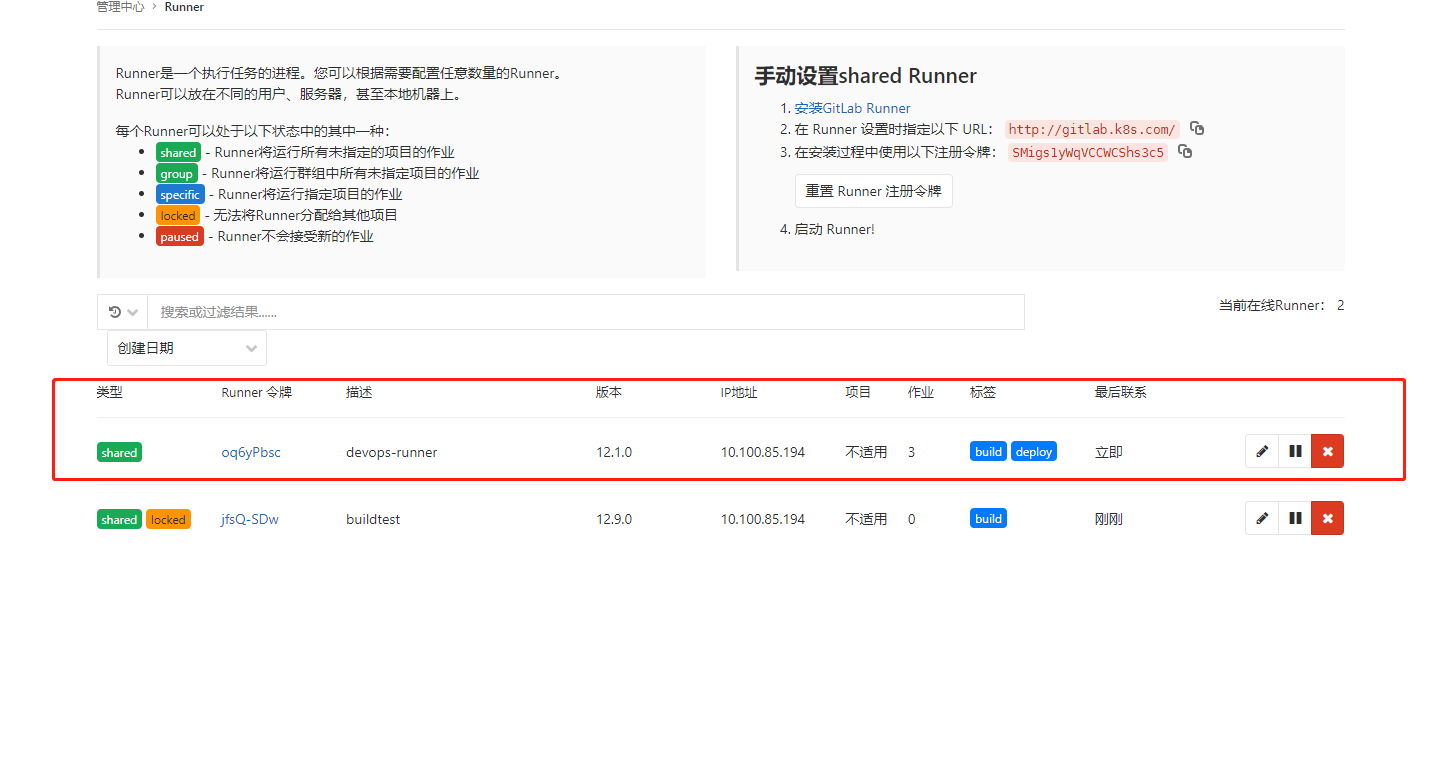 管理中心 › Runner
Runner是一个执行任务的进程。您可以根据需要配置任意数量的Runner。
Runner可以放在不同的用户、服务器，甚至本地机器上。
每个Runner可以处于以下状态中的其中一种：
shared - Runner将运行所有未指定的项目的作业
group - Runner将运行群组中所有未指定项目的作业
specific - Runner将运行指定项目的作业
locked - 无法将Runner分配给其他项目
paused - Runner不会接受新的作业
手动设置shared Runner
1. 安装GitLab Runner
2. 在 Runner 设置时指定以下 URL： http://gitlab.k8s.com/
3. 在安装过程中使用以下注册令牌： SMigs1yWqVCCWCShs3c5
重置 Runner 注册令牌
4. 启动 Runner!
搜索或过滤结果......
当前在线Runner： 2
创建日期
类型 Runner 令牌 描述 版本 IP地址 项目 作业 标签 最后联系
shared oq6yPbsc devops-runner 12.1.0 10.100.85.194 不适用 3 build deploy 立即
shared locked jfsQ-SDw buildtest 12.9.0 10.100.85.194 不适用 0 build 刚刚